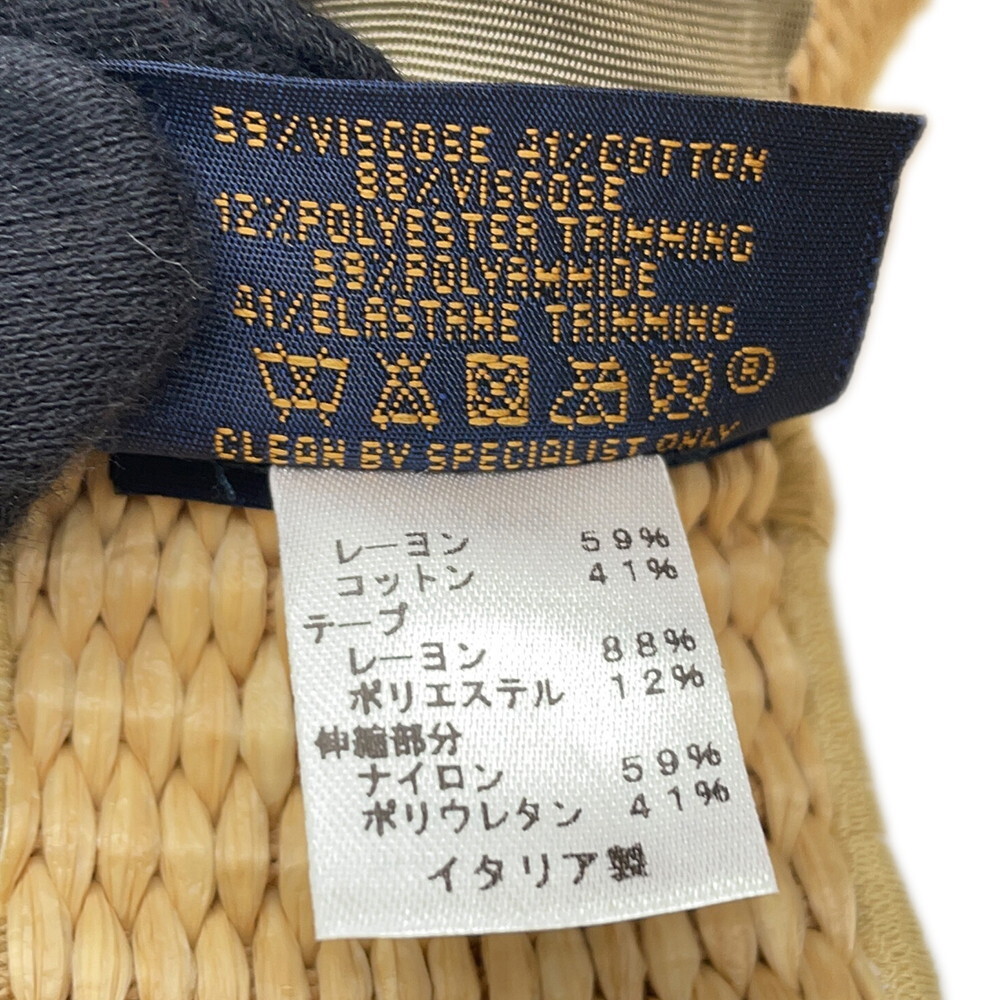 59%VISCOSE 41%COTTON
88%VISCOSE
12%POLYESTER TRIMMING
59%POLYAMMIDE
41%ELASTANE TRIMMING
®
CLEAN BY SPECIALIST ONLY
レーヨン 59%
コットン 41%
テープ
レーヨン 88%
ポリエステル 12%
伸縮部分
ナイロン 59%
ポリウレタン 41%
イタリア製